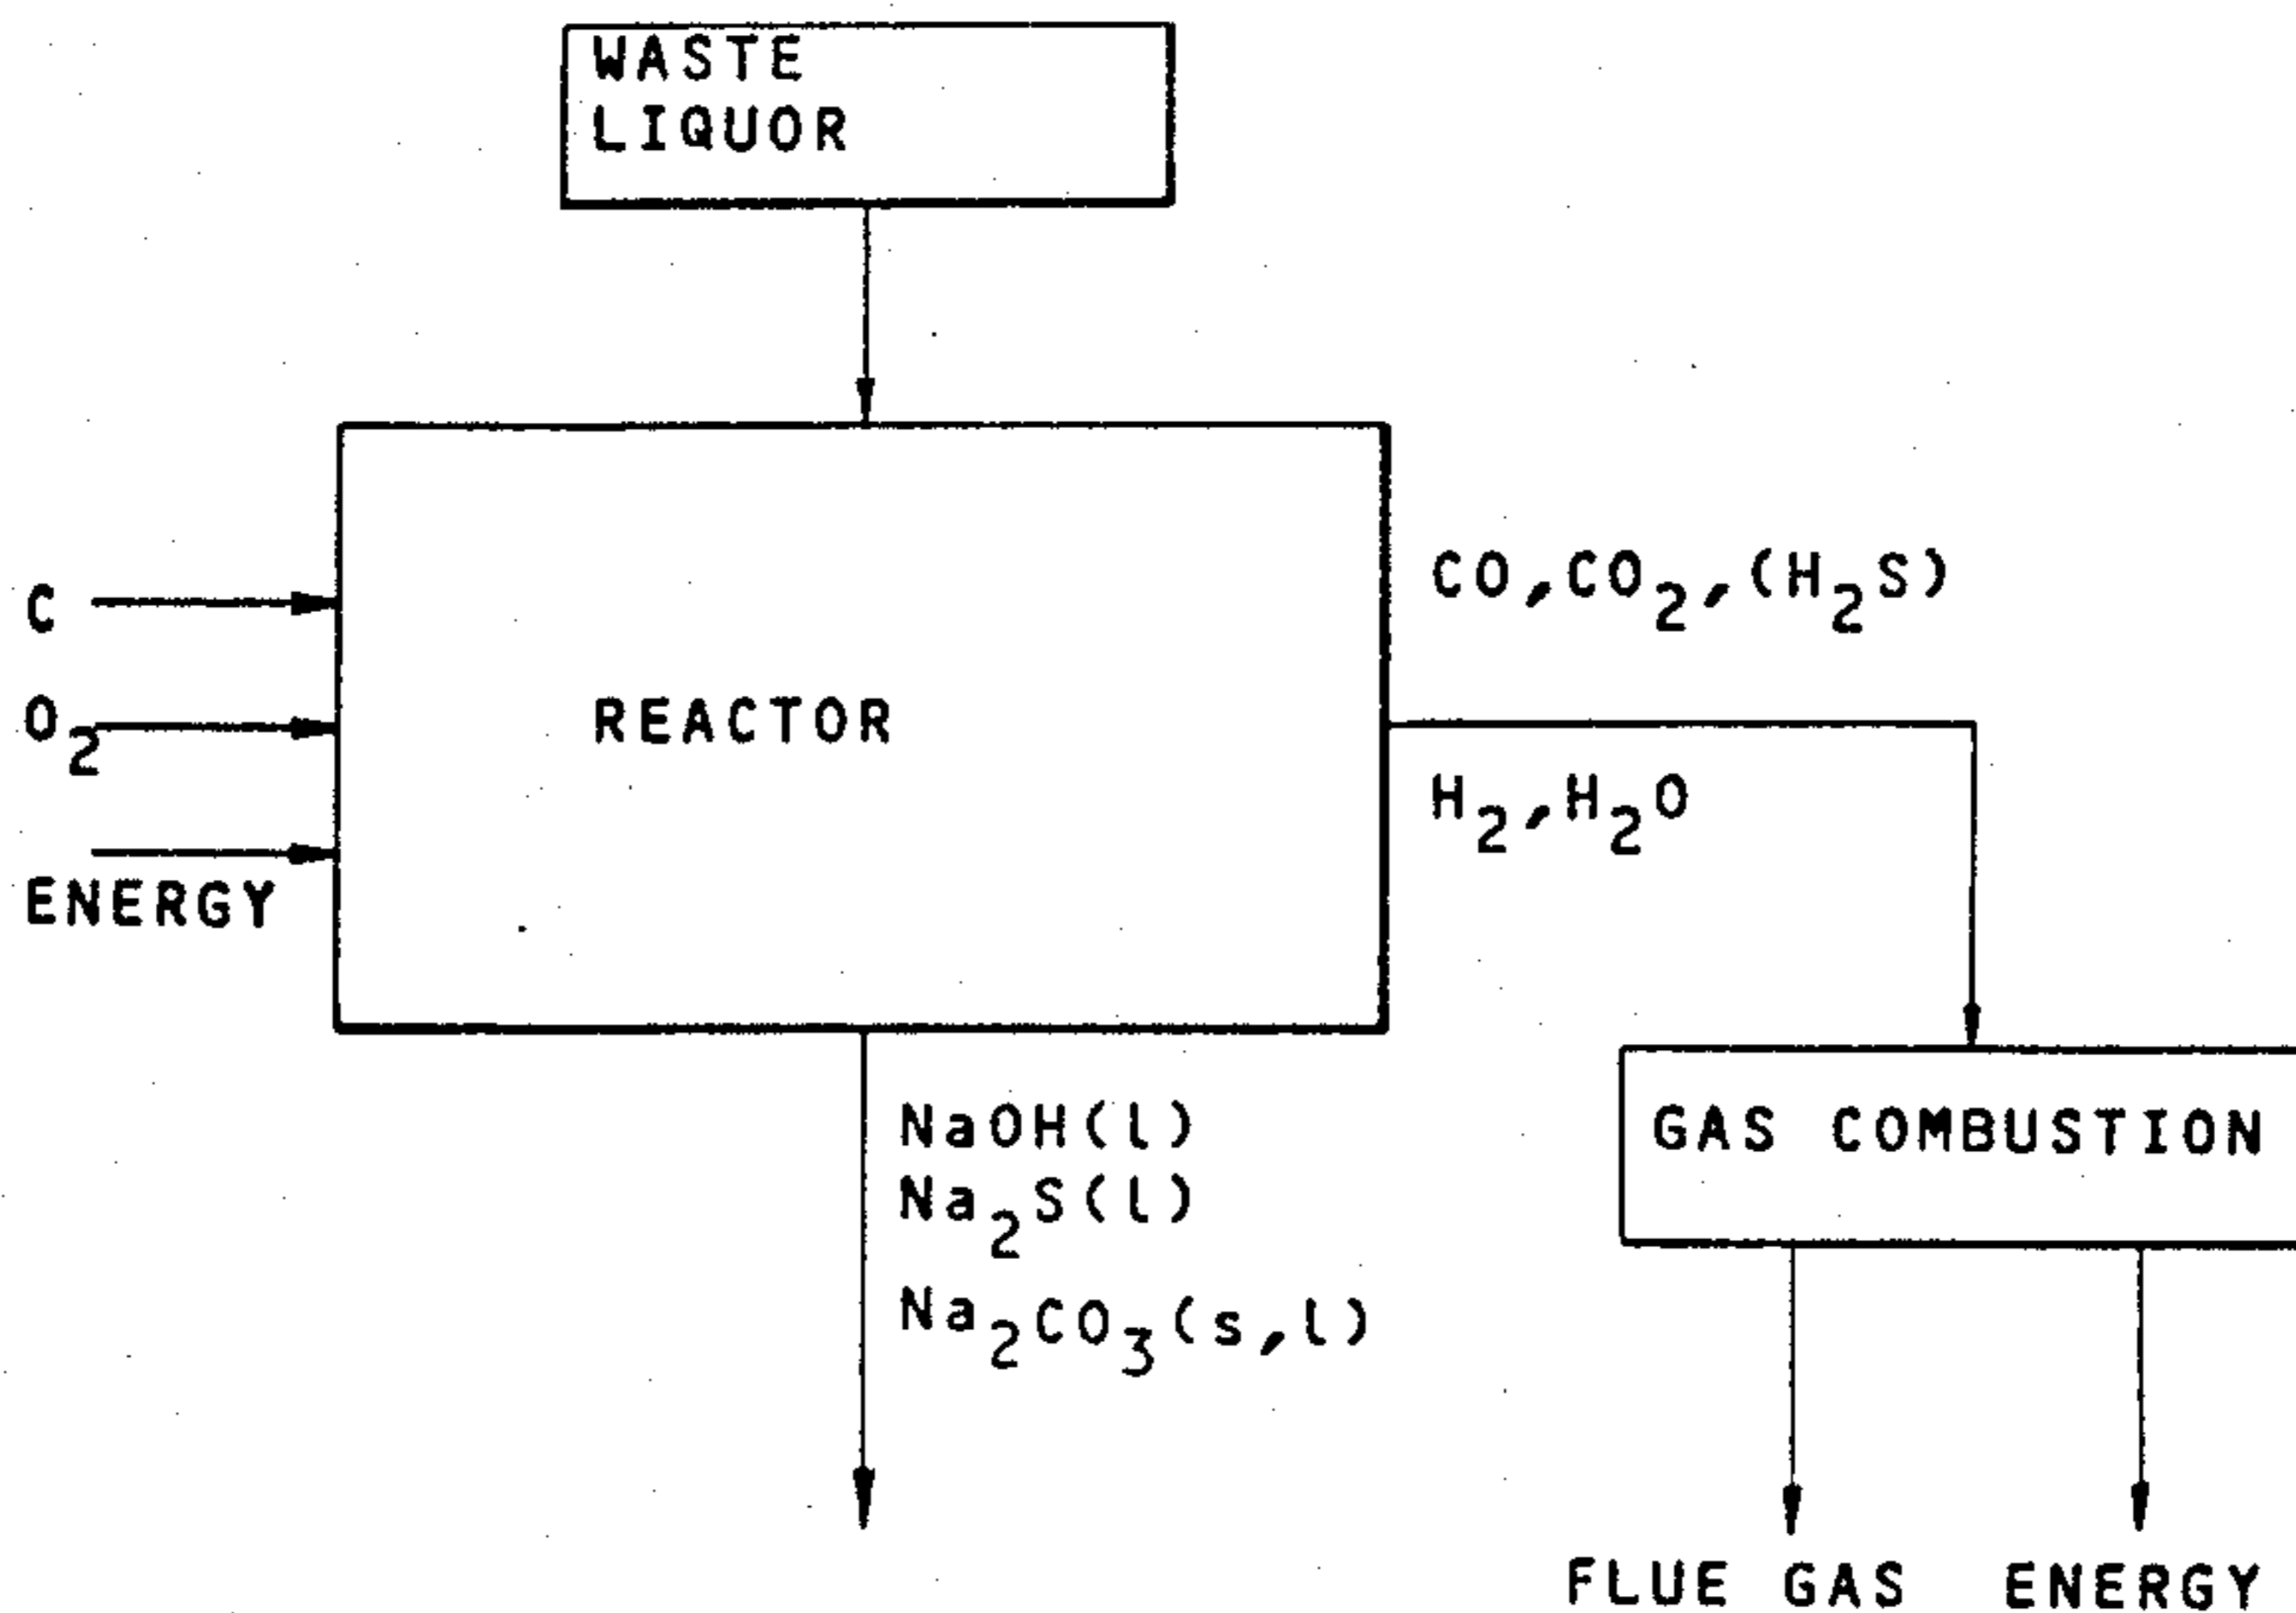 WASTE
LIQUOR
C
O₂
ENERGY
REACTOR
CO,CO₂,(H₂S)
H₂,H₂O
NaOH(l)
Na₂S(l)
Na₂CO₃(s,l)
GAS COMBUSTION
FLUE GAS
ENERGY